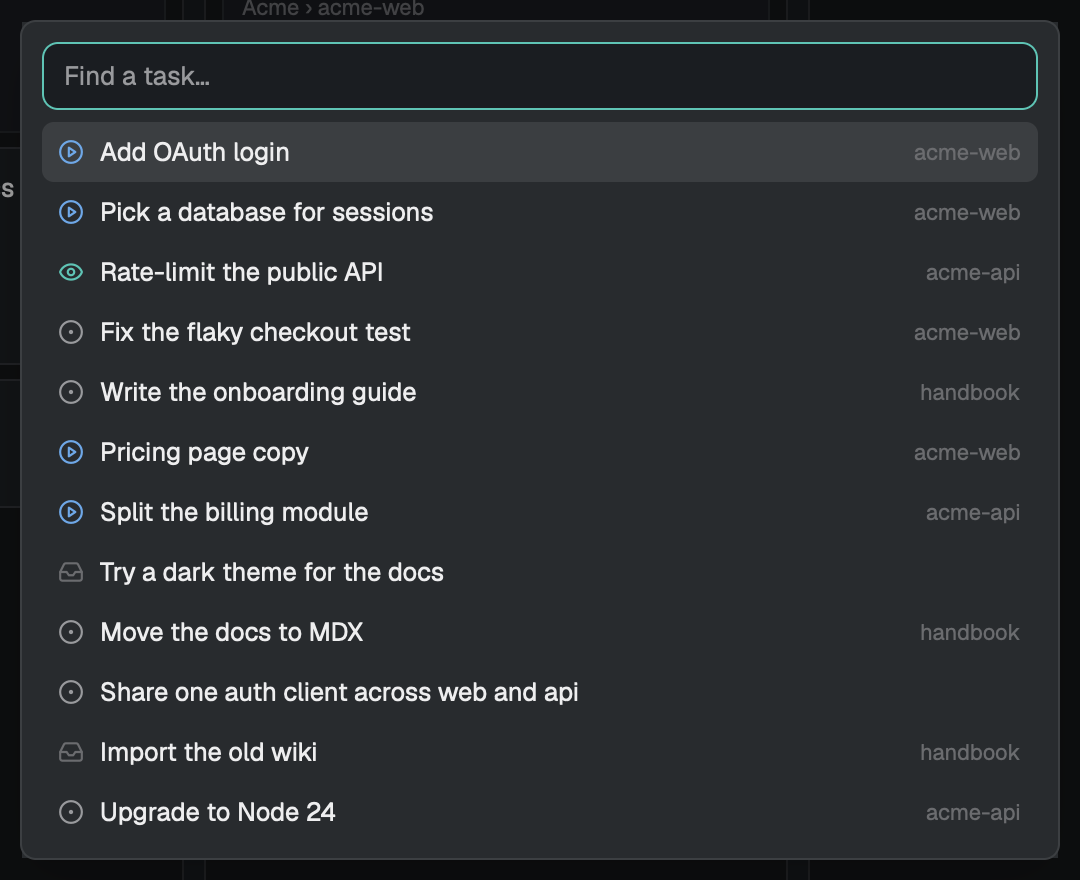 Acme › acme-web
Find a task...
Add OAuth login acme-web
Pick a database for sessions acme-web
Rate-limit the public API acme-api
s
Fix the flaky checkout test acme-web
Write the onboarding guide handbook
Pricing page copy acme-web
Split the billing module acme-api
Try a dark theme for the docs
Move the docs to MDX handbook
Share one auth client across web and api
Import the old wiki handbook
Upgrade to Node 24 acme-api